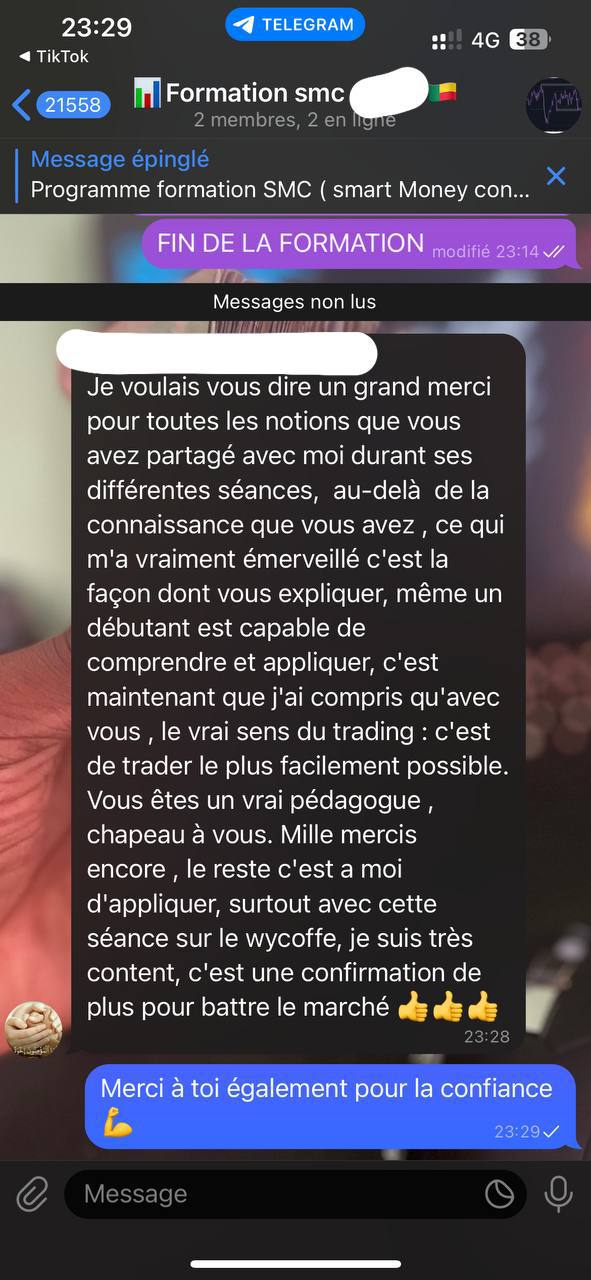 23:29
TELEGRAM
4G
38
◀ TikTok
21558
📊Formation smc 🇧🇯
2 membres, 2 en ligne
Message épinglé
Programme formation SMC ( smart Money con...
FIN DE LA FORMATION
modifié 23:14
Messages non lus
Je voulais vous dire un grand merci
pour toutes les notions que vous
avez partagé avec moi durant ses
différentes séances, au-delà de la
connaissance que vous avez , ce qui
m'a vraiment émerveillé c'est la
façon dont vous expliquer, même un
débutant est capable de
comprendre et appliquer, c'est
maintenant que j'ai compris qu'avec
vous , le vrai sens du trading : c'est
de trader le plus facilement possible.
Vous êtes un vrai pédagogue ,
chapeau à vous. Mille mercis
encore , le reste c'est a moi
d'appliquer, surtout avec cette
séance sur le wycoffe, je suis très
content, c'est une confirmation de
plus pour battre le marché 👍👍👍
23:28
Merci à toi également pour la confiance
💪
23:29
Message